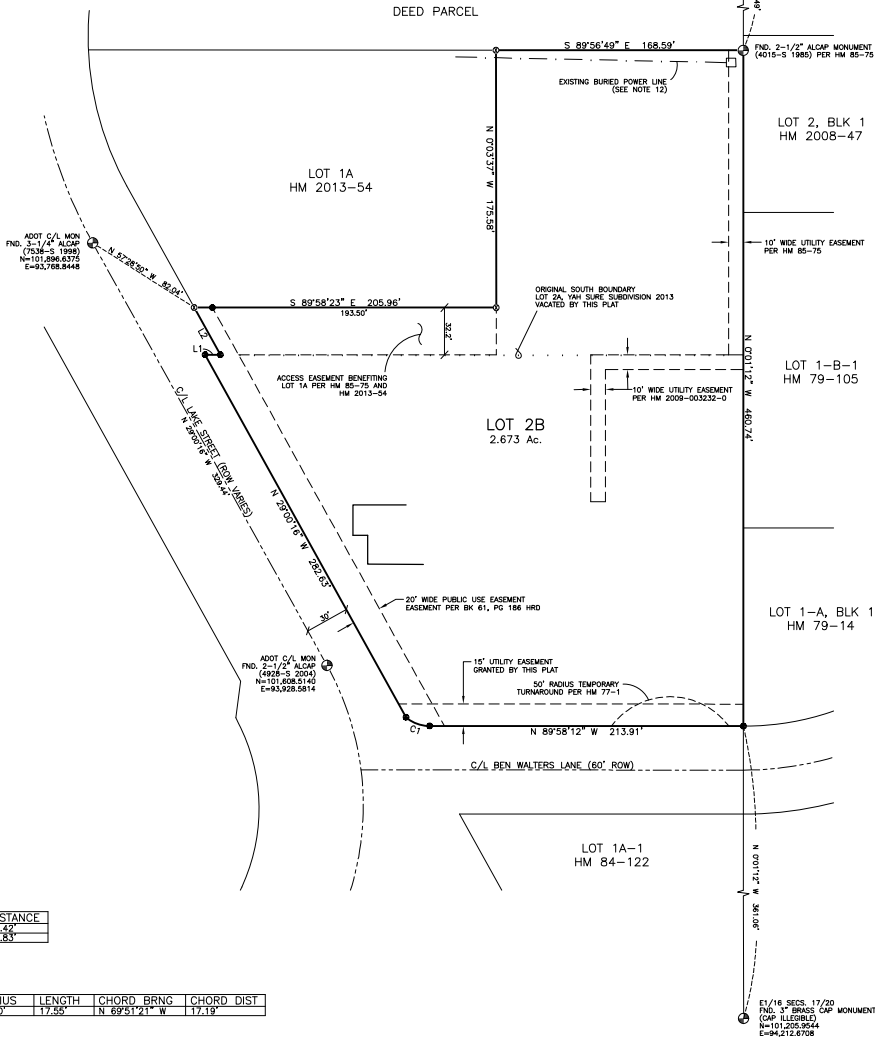 DEED PARCEL
49'
S 89°56'49" E 168.59'
FND. 2-1/2" ALCAP MONUMENT
(4015-S 1985) PER HM 85-75
EXISTING BURIED POWER LINE
(SEE NOTE 12)
LOT 2, BLK 1
HM 2008-47
N 0°03'37" W 175.58'
LOT 1A
HM 2013-54
ADOT C/L MON
FND. 3-1/4" ALCAP
(7538-S 1998)
N=101,896.6375
E=93,768.8448
N 57°28'50" W 82.04'
10' WIDE UTILITY EASEMENT
PER HM 85-75
ORIGINAL SOUTH BOUNDARY
LOT 2A, YAH SURE SUBDIVISION 2013
VACATED BY THIS PLAT
S 89°58'23" E 205.96'
193.50'
32.2'
L2
L1
ACCESS EASEMENT BENEFITING
LOT 1A PER HM 85-75 AND
HM 2013-54
N 0°01'12" W 460.74'
LOT 1-B-1
HM 79-105
10' WIDE UTILITY EASEMENT
PER HM 2009-003232-0
C/L LAKE STREET (ROW VARIES)
N 29°00'16" W 329.44'
LOT 2B
2.673 Ac.
N 29°00'16" W 282.63'
20' WIDE PUBLIC USE EASEMENT
EASEMENT PER BK 61, PG 186 HRD
LOT 1-A, BLK 1
HM 79-14
30'
ADOT C/L MON
FND. 2-1/2" ALCAP
(4928-S 2004)
N=101,608.5140
E=93,928.5814
15' UTILITY EASEMENT
GRANTED BY THIS PLAT
50' RADIUS TEMPORARY
TURNAROUND PER HM 77-1
C1
N 89°58'12" W 213.91'
C/L BEN WALTERS LANE (60' ROW)
LOT 1A-1
HM 84-122
N 0°01'12" W 361.06'
STANCE
.42'
.83'
IUS LENGTH CHORD BRNG CHORD DIST
0' 17.55' N 69°51'21" W 17.19'
E1/16 SECS. 17/20
FND. 3" BRASS CAP MONUMENT
(CAP ILLEGIBLE)
N=101,205.9544
E=94,212.6708